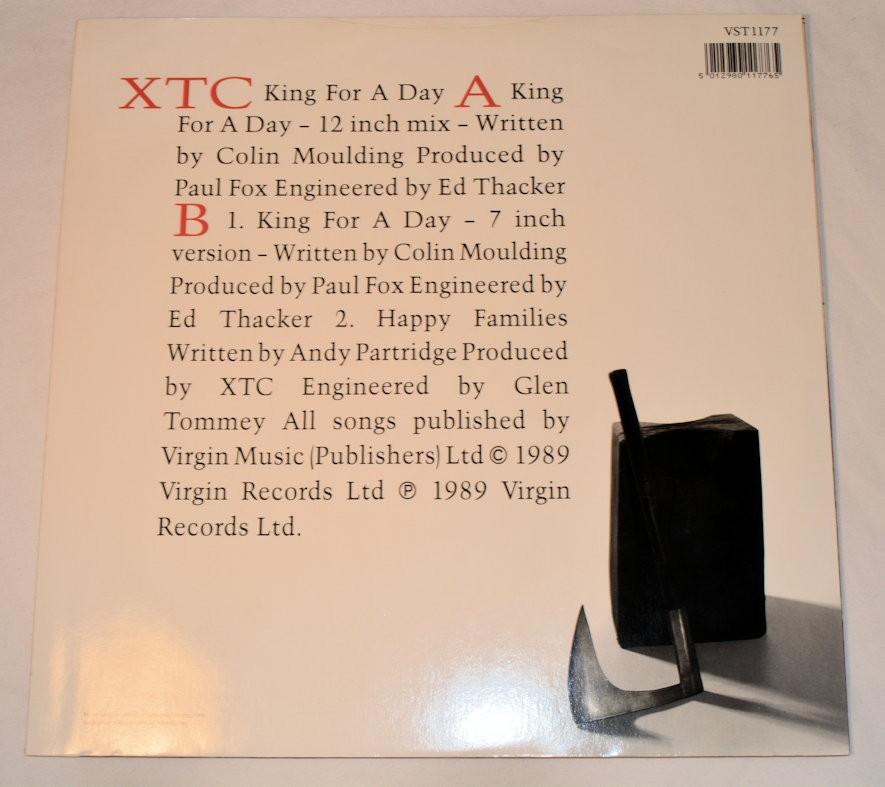 VST1177
5 012980 117765
XTC King For A Day A King
For A Day – 12 inch mix – Written
by Colin Moulding Produced by
Paul Fox Engineered by Ed Thacker
B 1. King For A Day – 7 inch
version – Written by Colin Moulding
Produced by Paul Fox Engineered by
Ed Thacker 2. Happy Families
Written by Andy Partridge Produced
by XTC Engineered by Glen
Tommey All songs published by
Virgin Music (Publishers) Ltd © 1989
Virgin Records Ltd ℗ 1989 Virgin
Records Ltd.